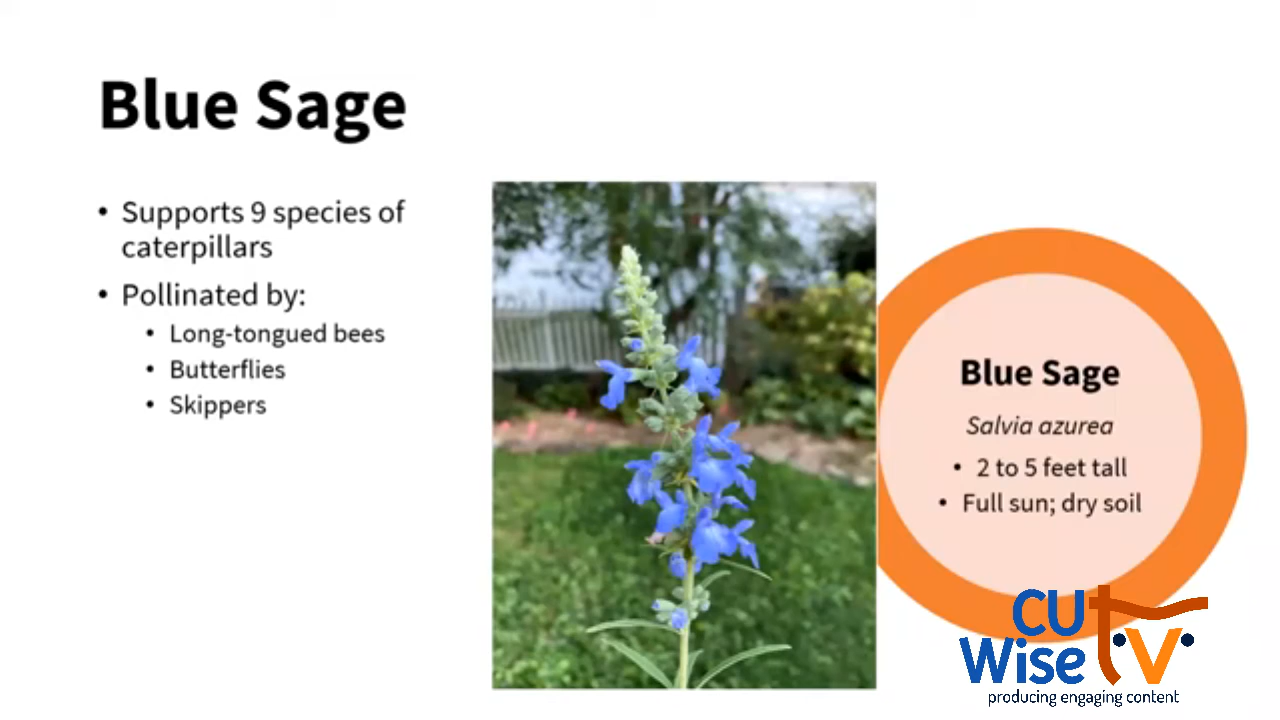 Blue Sage
• Supports 9 species of
caterpillars
• Pollinated by:
• Long-tongued bees
• Butterflies
• Skippers
Blue Sage
Salvia azurea
• 2 to 5 feet tall
• Full sun; dry soil
CU
Wise tv
producing engaging content